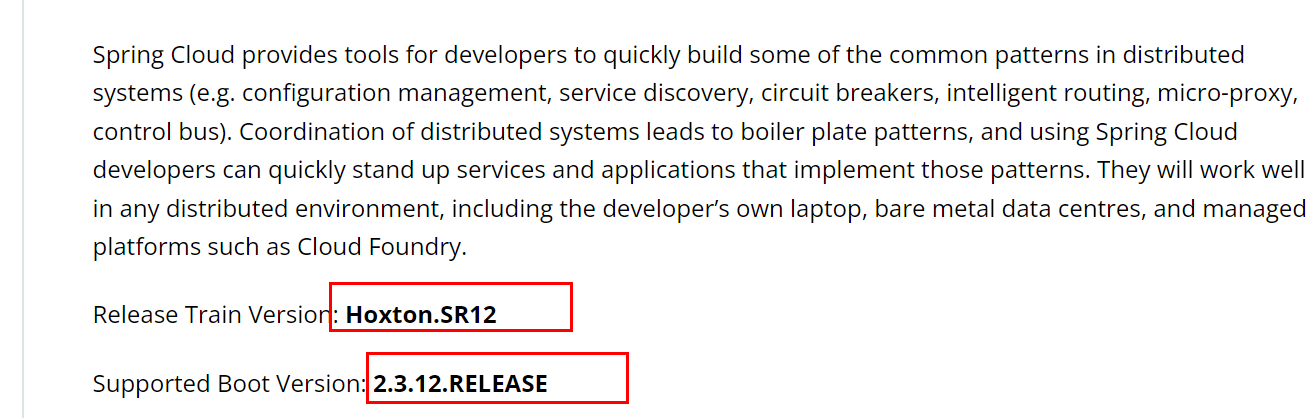 Spring Cloud provides tools for developers to quickly build some of the common patterns in distributed
systems (e.g. configuration management, service discovery, circuit breakers, intelligent routing, micro-proxy,
control bus). Coordination of distributed systems leads to boiler plate patterns, and using Spring Cloud
developers can quickly stand up services and applications that implement those patterns. They will work well
in any distributed environment, including the developer’s own laptop, bare metal data centres, and managed
platforms such as Cloud Foundry.
Release Train Version: Hoxton.SR12
Supported Boot Version: 2.3.12.RELEASE